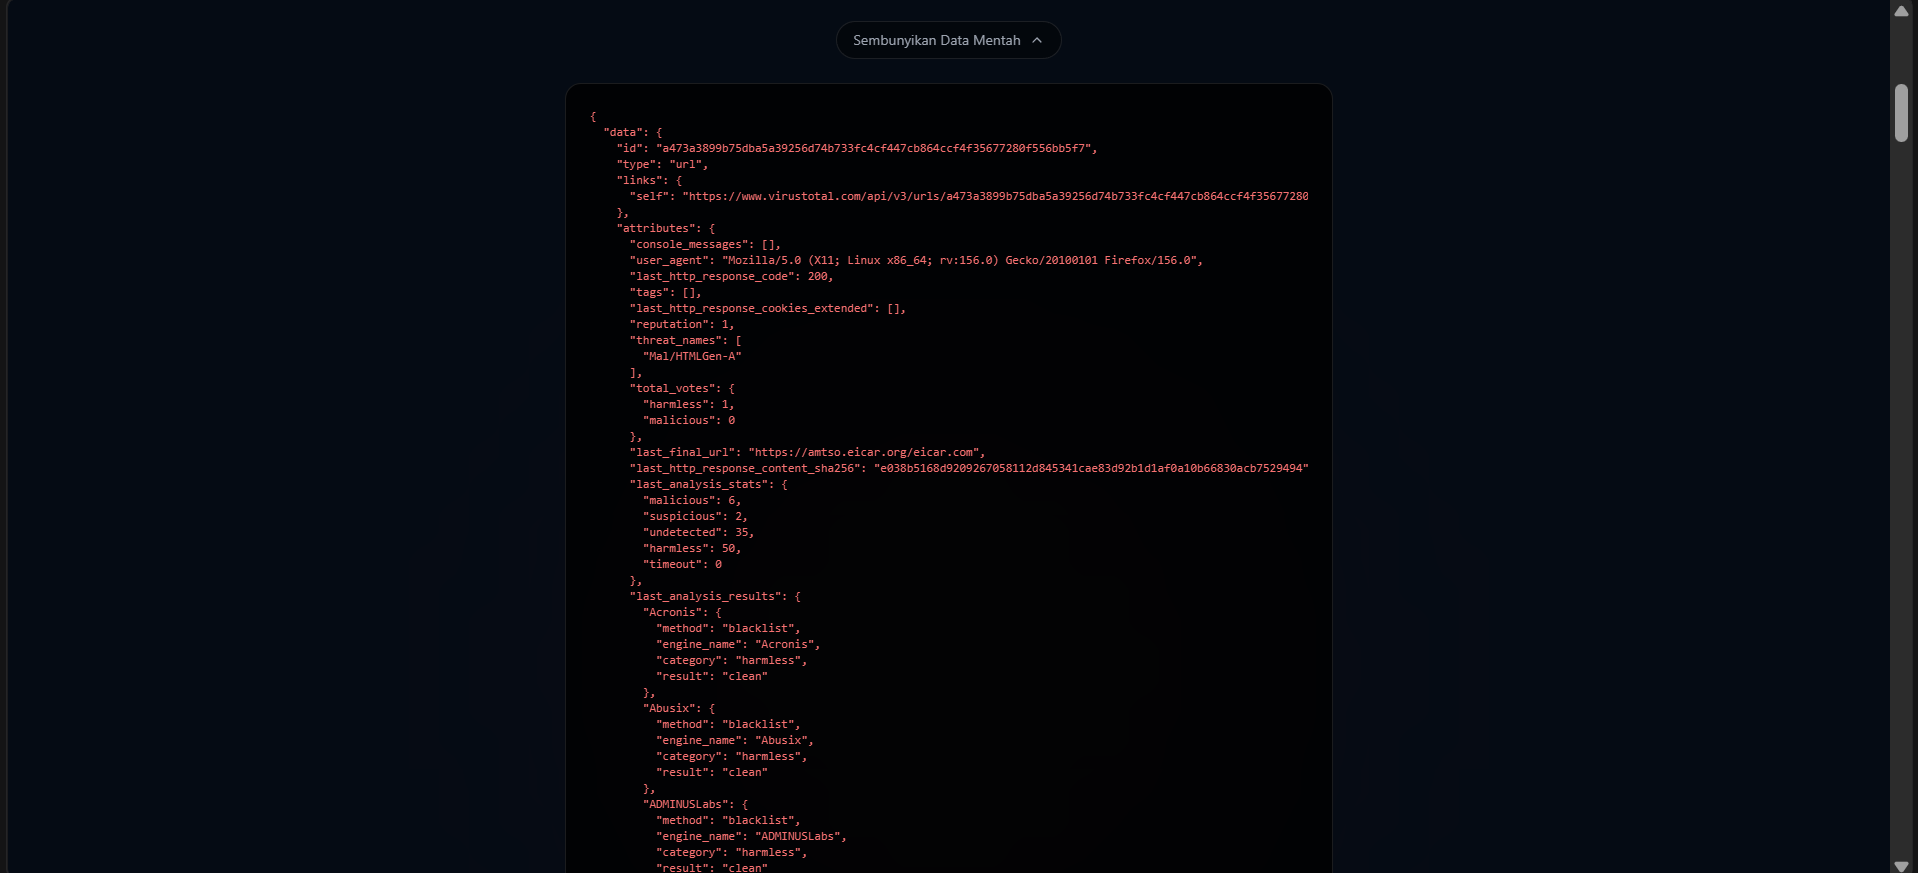 Sembunyikan Data Mentah
{
"data": {
"id": "a473a3899b75dba5a39256d74b733fc4cf447cb864ccf4f35677280f556bb5f7",
"type": "url",
"links": {
"self": "https://www.virustotal.com/api/v3/urls/a473a3899b75dba5a39256d74b733fc4cf447cb864ccf4f35677280
},
"attributes": {
"console_messages": [],
"user_agent": "Mozilla/5.0 (X11; Linux x86_64; rv:156.0) Gecko/20100101 Firefox/156.0",
"last_http_response_code": 200,
"tags": [],
"last_http_response_cookies_extended": [],
"reputation": 1,
"threat_names": [
"Mal/HTMLGen-A"
],
"total_votes": {
"harmless": 1,
"malicious": 0
},
"last_final_url": "https://amtso.eicar.org/eicar.com",
"last_http_response_content_sha256": "e038b5168d9209267058112d845341cae83d92b1d1af0a10b66830acb7529494"
"last_analysis_stats": {
"malicious": 6,
"suspicious": 2,
"undetected": 35,
"harmless": 50,
"timeout": 0
},
"last_analysis_results": {
"Acronis": {
"method": "blacklist",
"engine_name": "Acronis",
"category": "harmless",
"result": "clean"
},
"Abusix": {
"method": "blacklist",
"engine_name": "Abusix",
"category": "harmless",
"result": "clean"
},
"ADMINUSLabs": {
"method": "blacklist",
"engine_name": "ADMINUSLabs",
"category": "harmless",
"result": "clean"